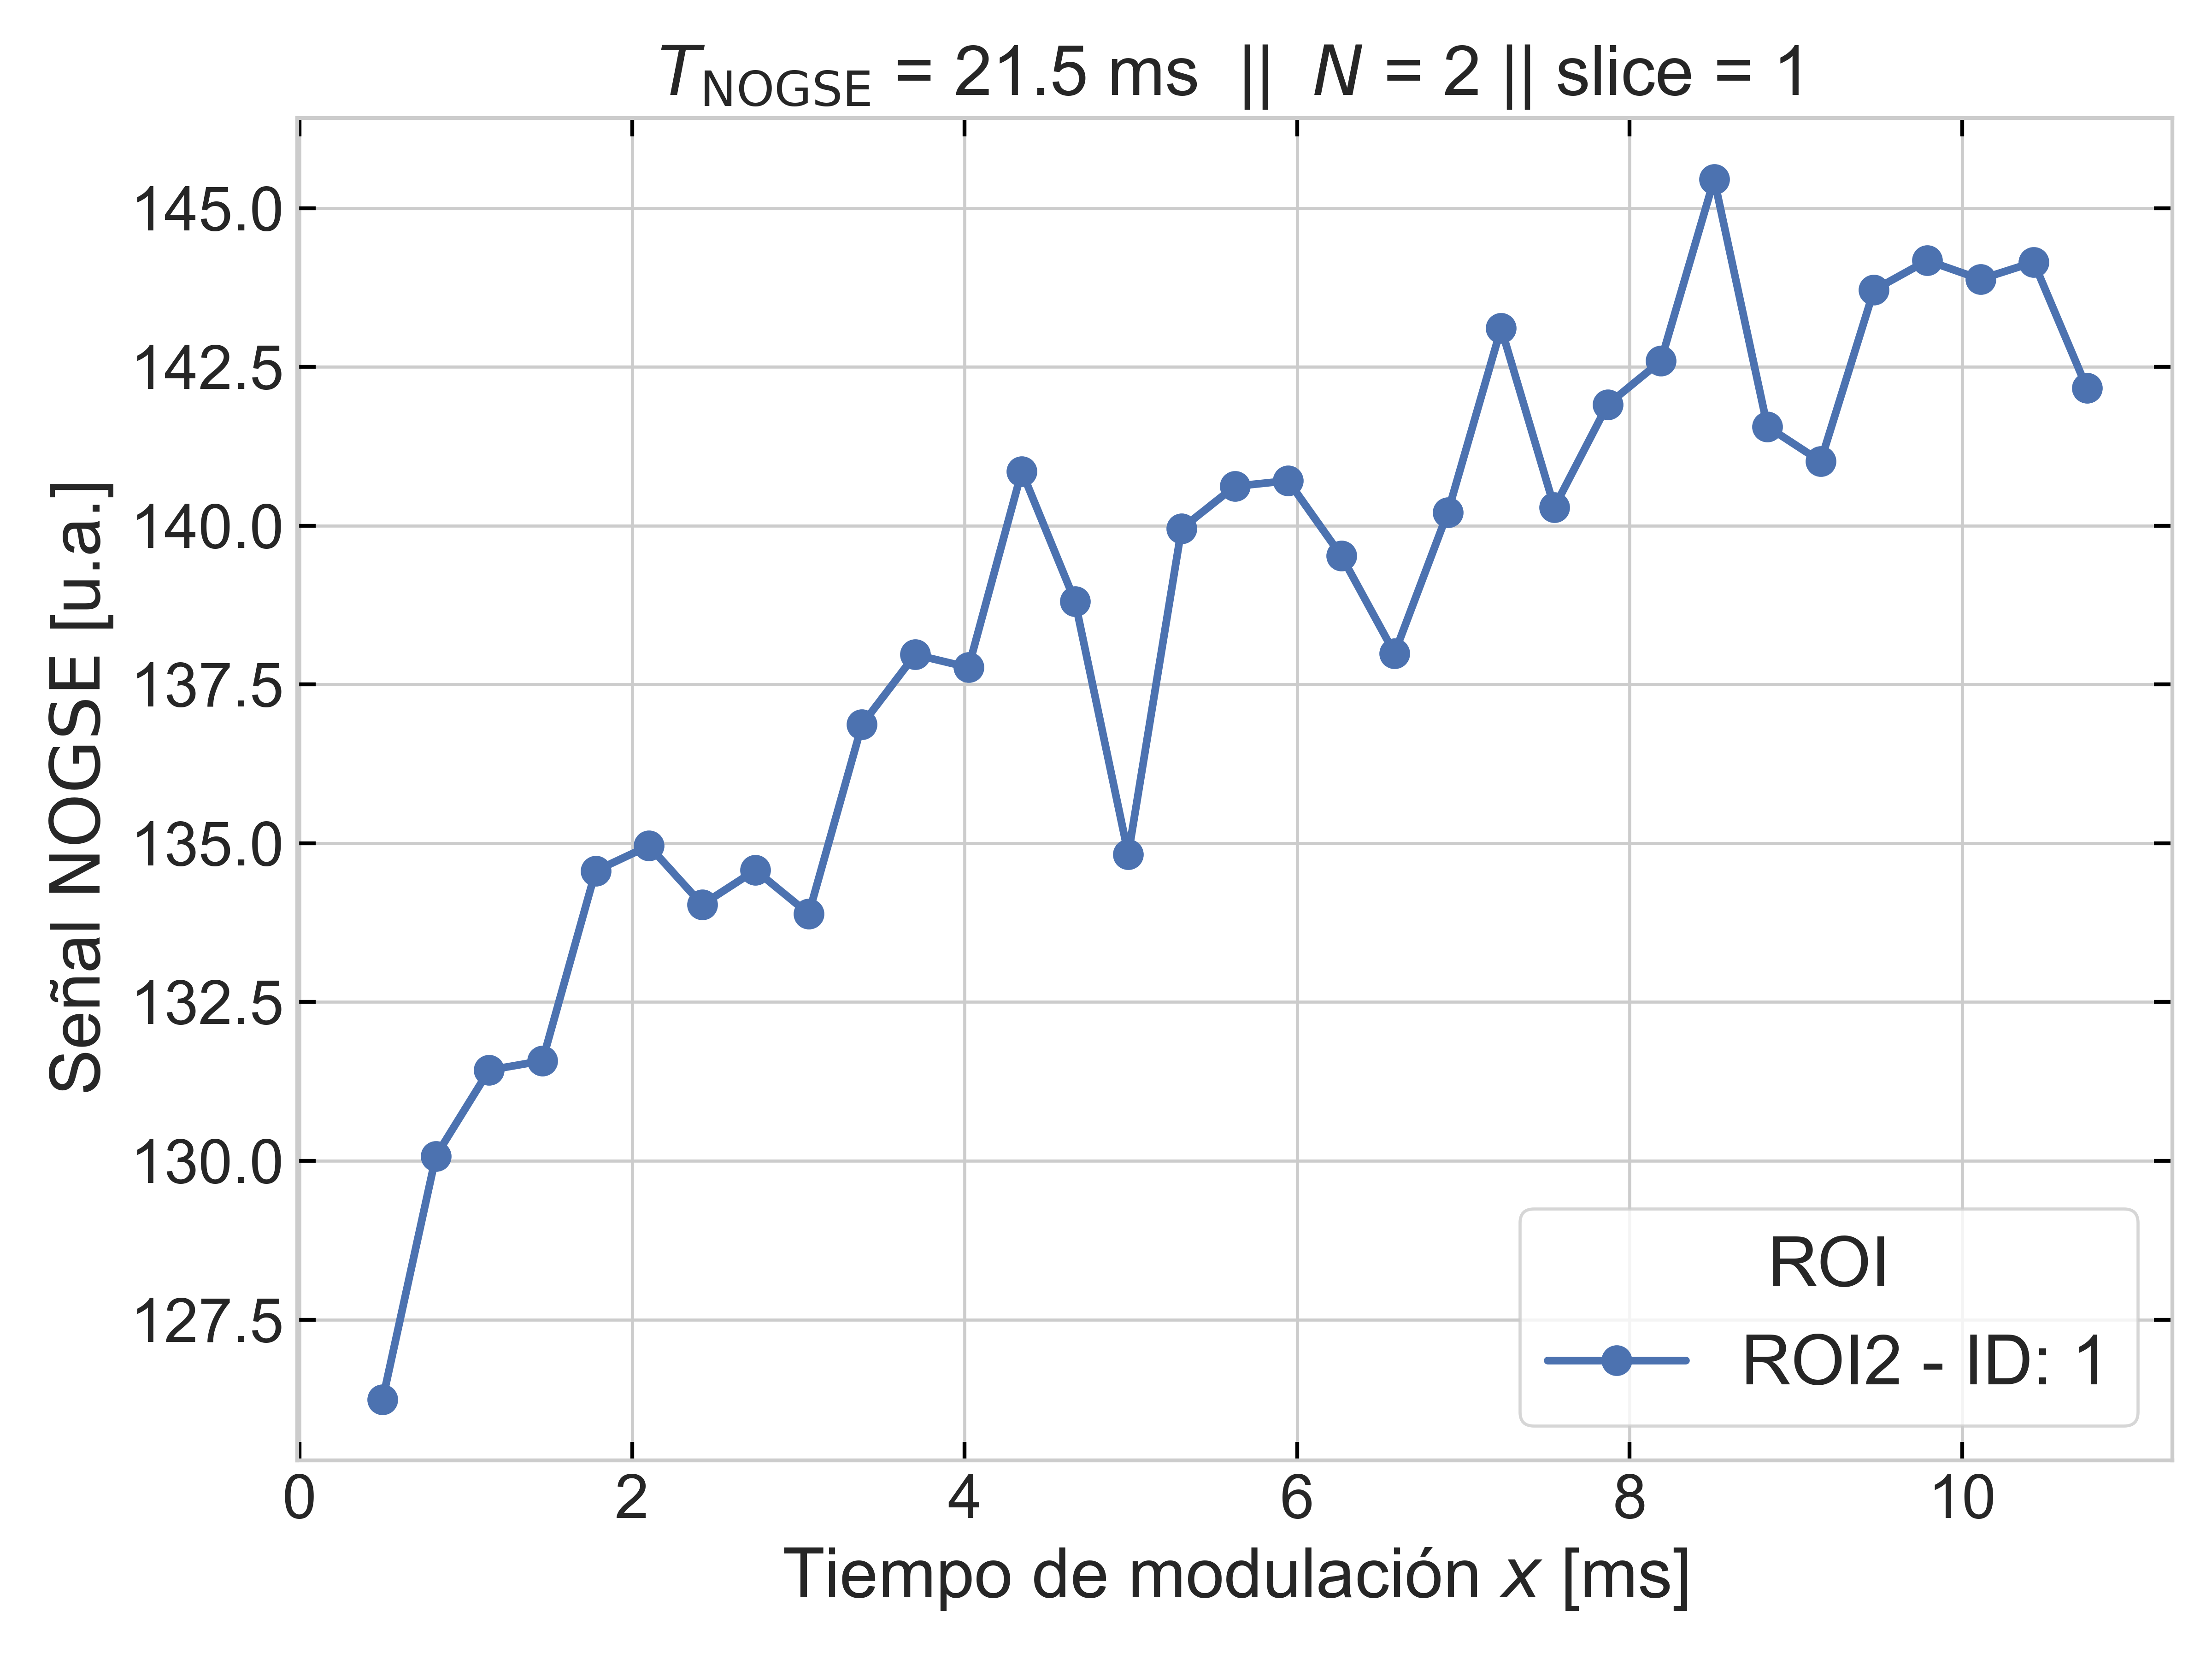 T_NOGSE = 21.5 ms || N = 2 || slice = 1
Señal NOGSE [u.a.]
145.0
142.5
140.0
137.5
135.0
132.5
130.0
127.5
ROI
ROI2 - ID: 1
0 2 4 6 8 10
Tiempo de modulación x [ms]